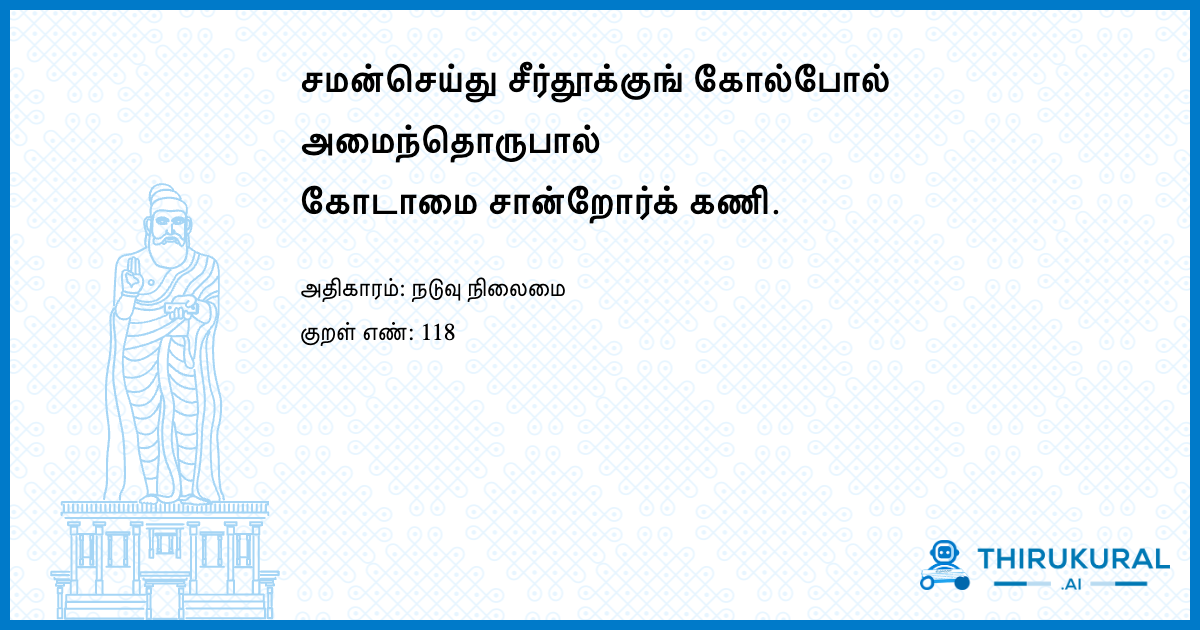 சமன்செய்து சீர்தூக்குங் கோல்போல்
அமைந்தொருபால்
கோடாமை சான்றோர்க் கணி.
அதிகாரம்: நடுவு நிலைமை
குறள் எண்: 118
THIRUKURAL
.AI